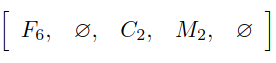 [ F₆, ∅, C₂, M₂, ∅ ]